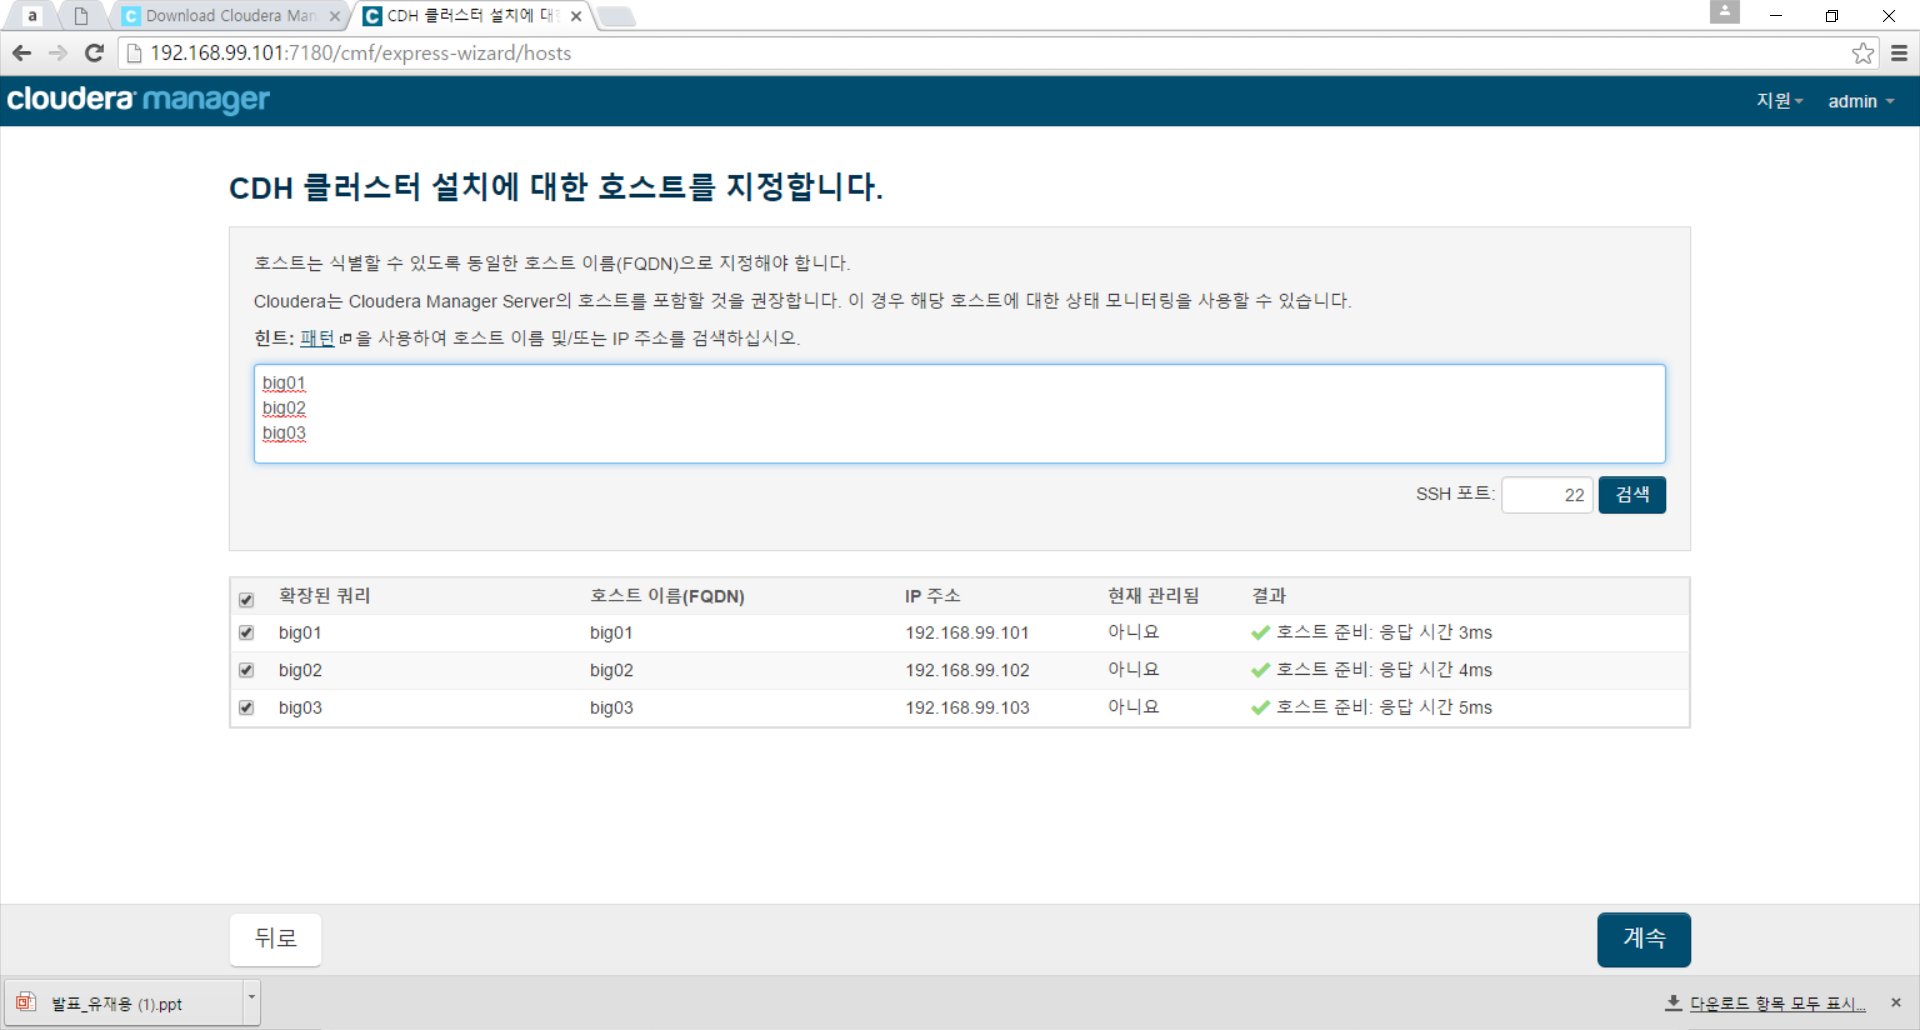 a
Download Cloudera Man
CDH 클러스터 설치에 대한
192.168.99.101:7180/cmf/express-wizard/hosts
cloudera manager
지원
admin
CDH 클러스터 설치에 대한 호스트를 지정합니다.
호스트는 식별할 수 있도록 동일한 호스트 이름(FQDN)으로 지정해야 합니다.
Cloudera는 Cloudera Manager Server의 호스트를 포함할 것을 권장합니다. 이 경우 해당 호스트에 대한 상태 모니터링을 사용할 수 있습니다.
힌트: 패턴 을 사용하여 호스트 이름 및/또는 IP 주소를 검색하십시오.
big01
big02
big03
SSH 포트: 22 검색
확장된 쿼리 호스트 이름(FQDN) IP 주소 현재 관리됨 결과
big01 big01 192.168.99.101 아니요 호스트 준비: 응답 시간 3ms
big02 big02 192.168.99.102 아니요 호스트 준비: 응답 시간 4ms
big03 big03 192.168.99.103 아니요 호스트 준비: 응답 시간 5ms
뒤로
계속
발표_유재용 (1).ppt
다운로드 항목 모두 표시...